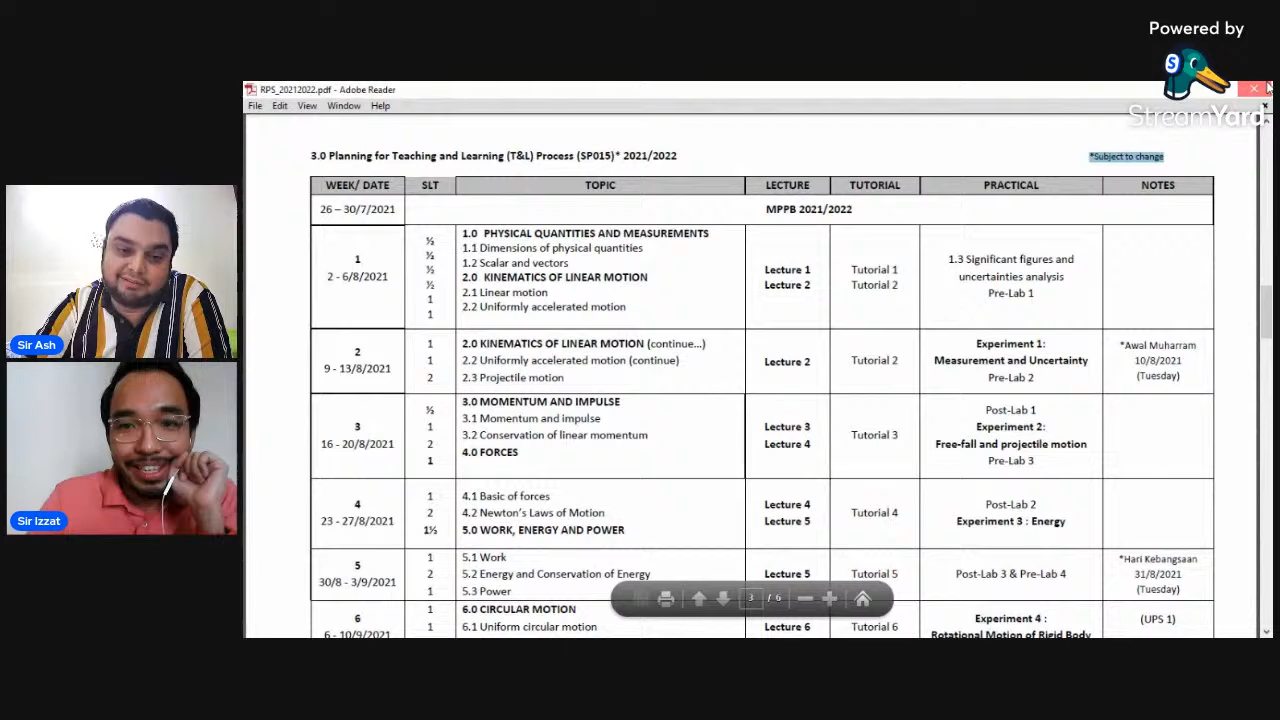 Powered by
S
StreamYard
RPS_20212022.pdf - Adobe Reader
File Edit View Window Help
3.0 Planning for Teaching and Learning (T&L) Process (SP015)* 2021/2022
*Subject to change
WEEK/ DATE SLT TOPIC LECTURE TUTORIAL PRACTICAL NOTES
26 – 30/7/2021 MPPB 2021/2022
1
2 - 6/8/2021
½
½
½
½
1
1
1.0 PHYSICAL QUANTITIES AND MEASUREMENTS
1.1 Dimensions of physical quantities
1.2 Scalar and vectors
2.0 KINEMATICS OF LINEAR MOTION
2.1 Linear motion
2.2 Uniformly accelerated motion
Lecture 1
Lecture 2
Tutorial 1
Tutorial 2
1.3 Significant figures and
uncertainties analysis
Pre-Lab 1
2
9 - 13/8/2021
1
1
2
2.0 KINEMATICS OF LINEAR MOTION (continue...)
2.2 Uniformly accelerated motion (continue)
2.3 Projectile motion
Lecture 2
Tutorial 2
Experiment 1:
Measurement and Uncertainty
Pre-Lab 2
*Awal Muharram
10/8/2021
(Tuesday)
3
16 - 20/8/2021
½
1
2
1
3.0 MOMENTUM AND IMPULSE
3.1 Momentum and impulse
3.2 Conservation of linear momentum
4.0 FORCES
Lecture 3
Lecture 4
Tutorial 3
Post-Lab 1
Experiment 2:
Free-fall and projectile motion
Pre-Lab 3
4
23 - 27/8/2021
1
2
1½
4.1 Basic of forces
4.2 Newton's Laws of Motion
5.0 WORK, ENERGY AND POWER
Lecture 4
Lecture 5
Tutorial 4
Post-Lab 2
Experiment 3 : Energy
5
30/8 - 3/9/2021
1
2
1
5.1 Work
5.2 Energy and Conservation of Energy
5.3 Power
Lecture 5
Tutorial 5
Post-Lab 3 & Pre-Lab 4
*Hari Kebangsaan
31/8/2021
(Tuesday)
3 / 6
6
6 - 10/9/2021
1
1
6.0 CIRCULAR MOTION
6.1 Uniform circular motion
Lecture 6
Tutorial 6
Experiment 4 :
Rotational Motion of Rigid Body
(UPS 1)
Sir Ash
Sir Izzat